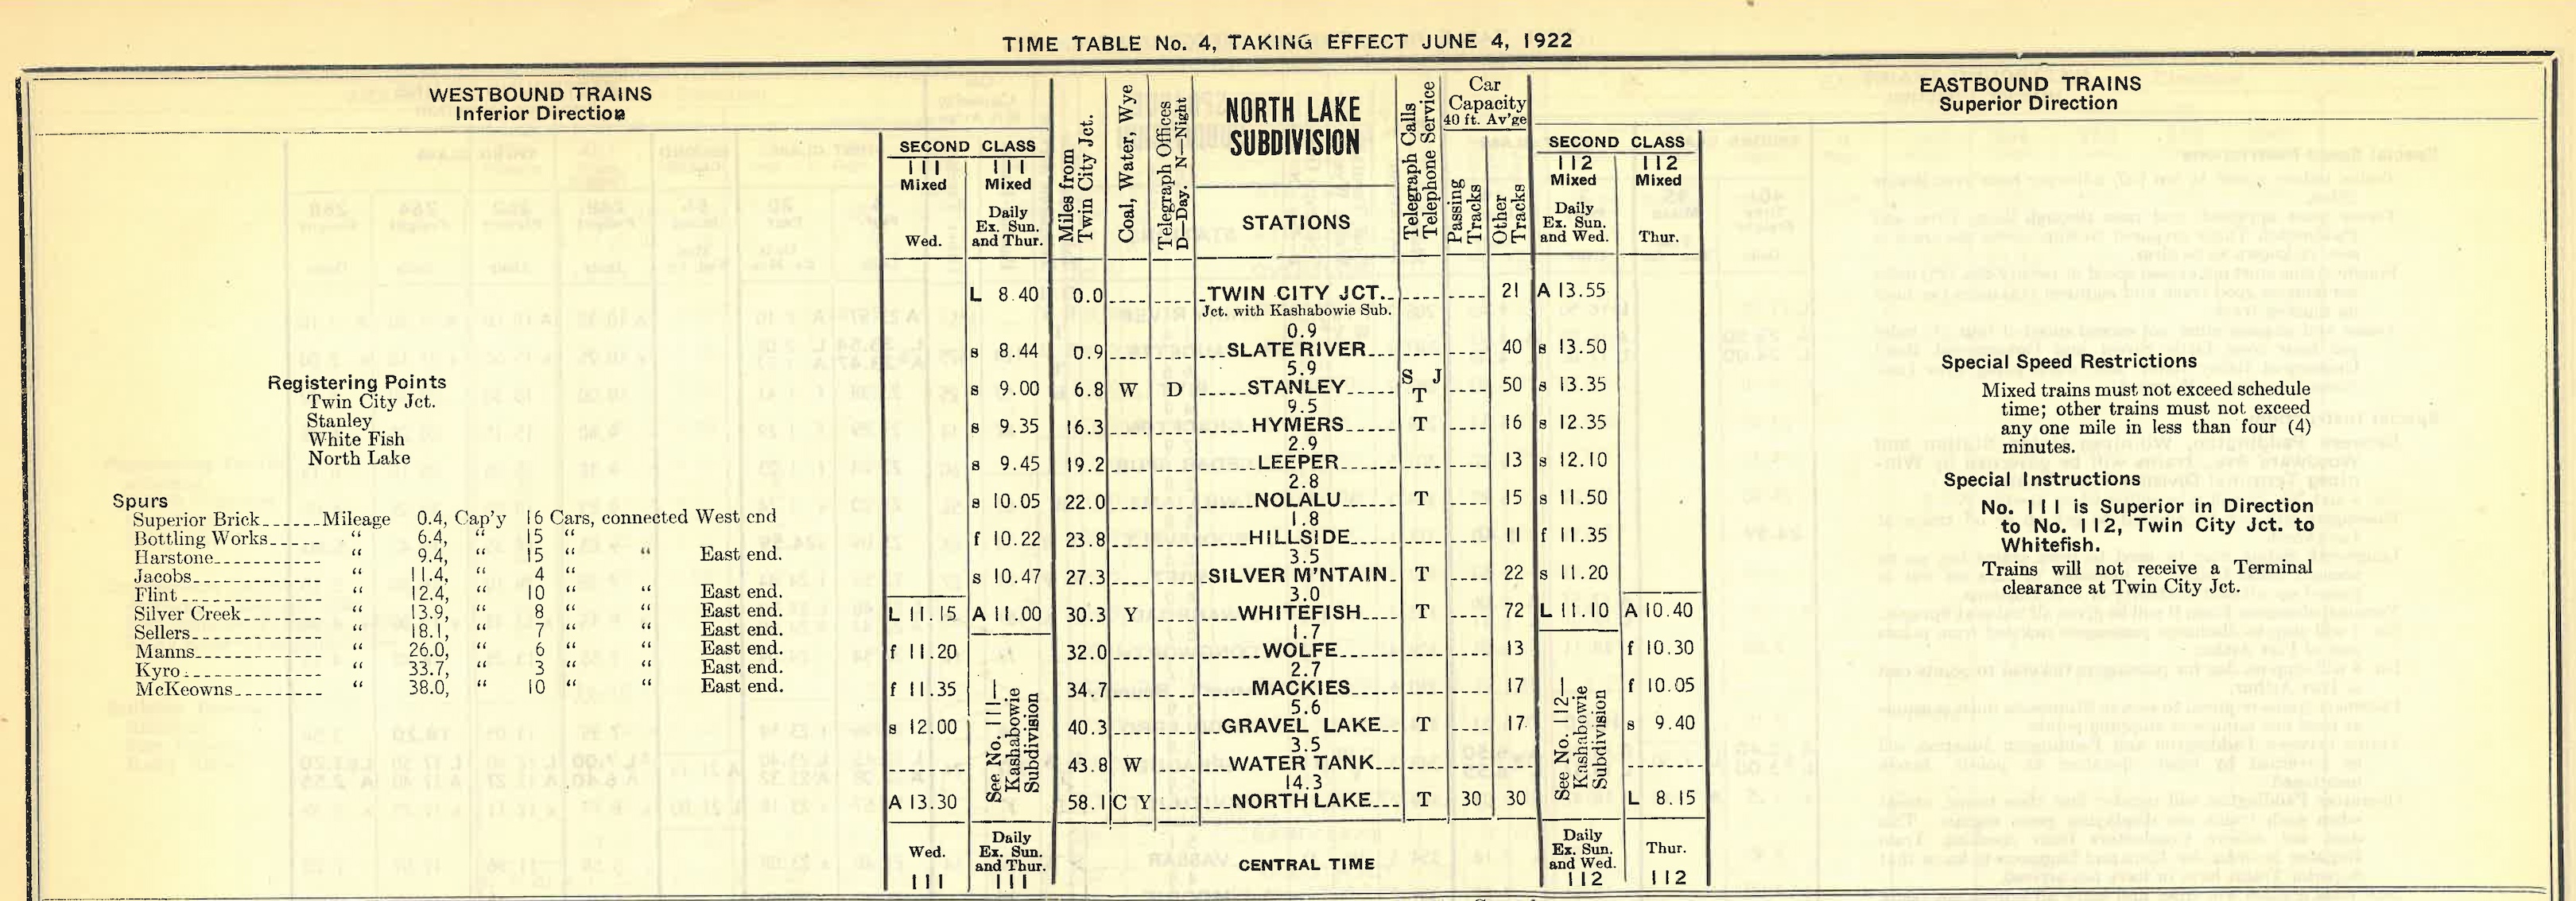 TIME TABLE No. 4, TAKING EFFECT JUNE 4, 1922
WESTBOUND TRAINS
Inferior Direction
Registering Points
Twin City Jct.
Stanley
White Fish
North Lake
Spurs
Superior Brick Mileage 0.4, Cap'y 16 Cars, connected West end
Bottling Works " 6.4, " 15 "
Harstone " 9.4, " 15 " " East end.
Jacobs " 11.4, " 4 "
Flint " 12.4, " 10 " " East end.
Silver Creek " 13.9, " 8 " " East end.
Sellers " 18.1, " 7 " " East end.
Manns " 26.0, " 6 " " East end.
Kyro " 33.7, " 3 " " East end.
McKeowns " 38.0, " 10 " " East end.
SECOND CLASS
111 111
Mixed Mixed
Wed. Daily Ex. Sun. and Thur.
Miles from Twin City Jct.
Coal, Water, Wye
Telegraph Offices D—Day. N—Night
NORTH LAKE
SUBDIVISION
STATIONS
Telegraph Calls Telephone Service
Car
Capacity
40 ft. Av'ge
Passing Tracks
Other Tracks
EASTBOUND TRAINS
Superior Direction
SECOND CLASS
112 112
Mixed Mixed
Daily Ex. Sun. and Wed. Thur.
L 8.40 0.0 TWIN CITY JCT. 21 A 13.55
Jct. with Kashabowie Sub.
0.9
s 8.44 0.9 SLATE RIVER 40 s 13.50
5.9
s 9.00 6.8 W D STANLEY S J T 50 s 13.35
9.5
s 9.35 16.3 HYMERS T 16 s 12.35
2.9
s 9.45 19.2 LEEPER 13 s 12.10
2.8
s 10.05 22.0 NOLALU T 15 s 11.50
1.8
f 10.22 23.8 HILLSIDE 11 f 11.35
3.5
s 10.47 27.3 SILVER M'NTAIN T 22 s 11.20
3.0
L 11.15 A 11.00 30.3 Y WHITEFISH T 72 L 11.10 A 10.40
1.7
f 11.20 32.0 WOLFE 13 f 10.30
2.7
f 11.35 34.7 MACKIES 17 f 10.05
5.6
s 12.00 40.3 GRAVEL LAKE T 17 s 9.40
3.5
43.8 W WATER TANK
14.3
A 13.30 58.1 C Y NORTH LAKE T 30 30 L 8.15
See No. 111— Kashabowie Subdivision
See No. 112— Kashabowie Subdivision
Wed. Daily Ex. Sun. and Thur.
111 111
CENTRAL TIME
Daily Ex. Sun. and Wed. Thur.
112 112
Special Speed Restrictions
Mixed trains must not exceed schedule
time; other trains must not exceed
any one mile in less than four (4)
minutes.
Special Instructions
No. 111 is Superior in Direction
to No. 112, Twin City Jct. to
Whitefish.
Trains will not receive a Terminal
clearance at Twin City Jct.